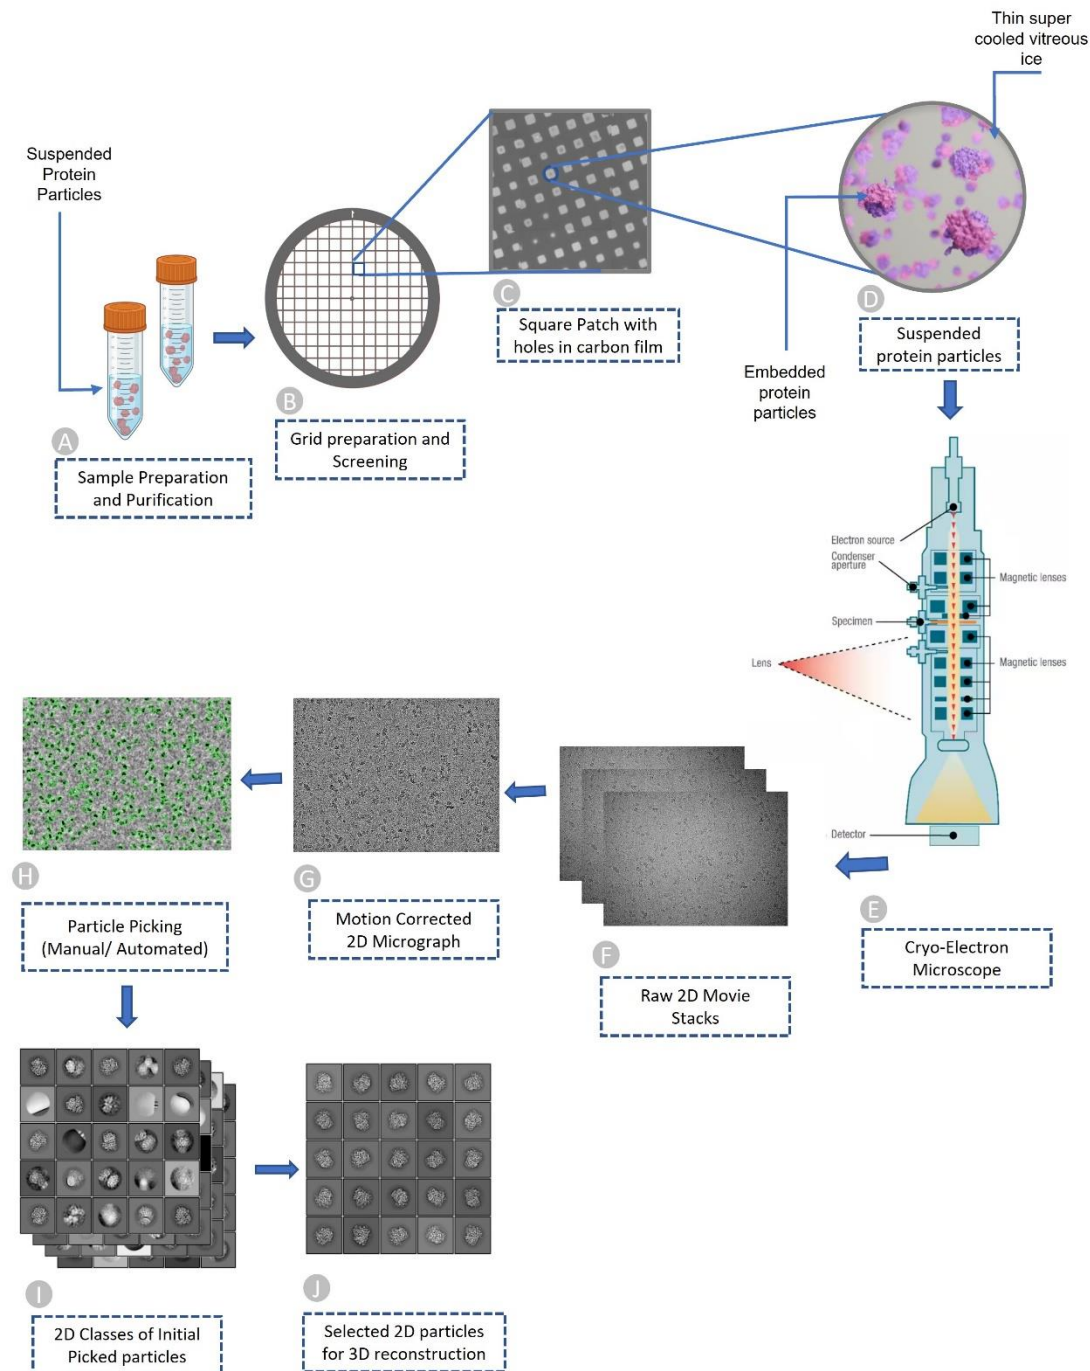 Thin super
cooled vitreous
ice
Suspended
Protein
Particles
A
Sample Preparation
and Purification
B
Grid preparation and
Screening
C
Square Patch with
holes in carbon film
D
Suspended
protein particles
Embedded
protein
particles
Electron source
Condenser
aperture
Magnetic lenses
Specimen
Lens
Magnetic lenses
Detector
E
Cryo-Electron
Microscope
F
Raw 2D Movie
Stacks
G
Motion Corrected
2D Micrograph
H
Particle Picking
(Manual/ Automated)
I
2D Classes of Initial
Picked particles
J
Selected 2D particles
for 3D reconstruction